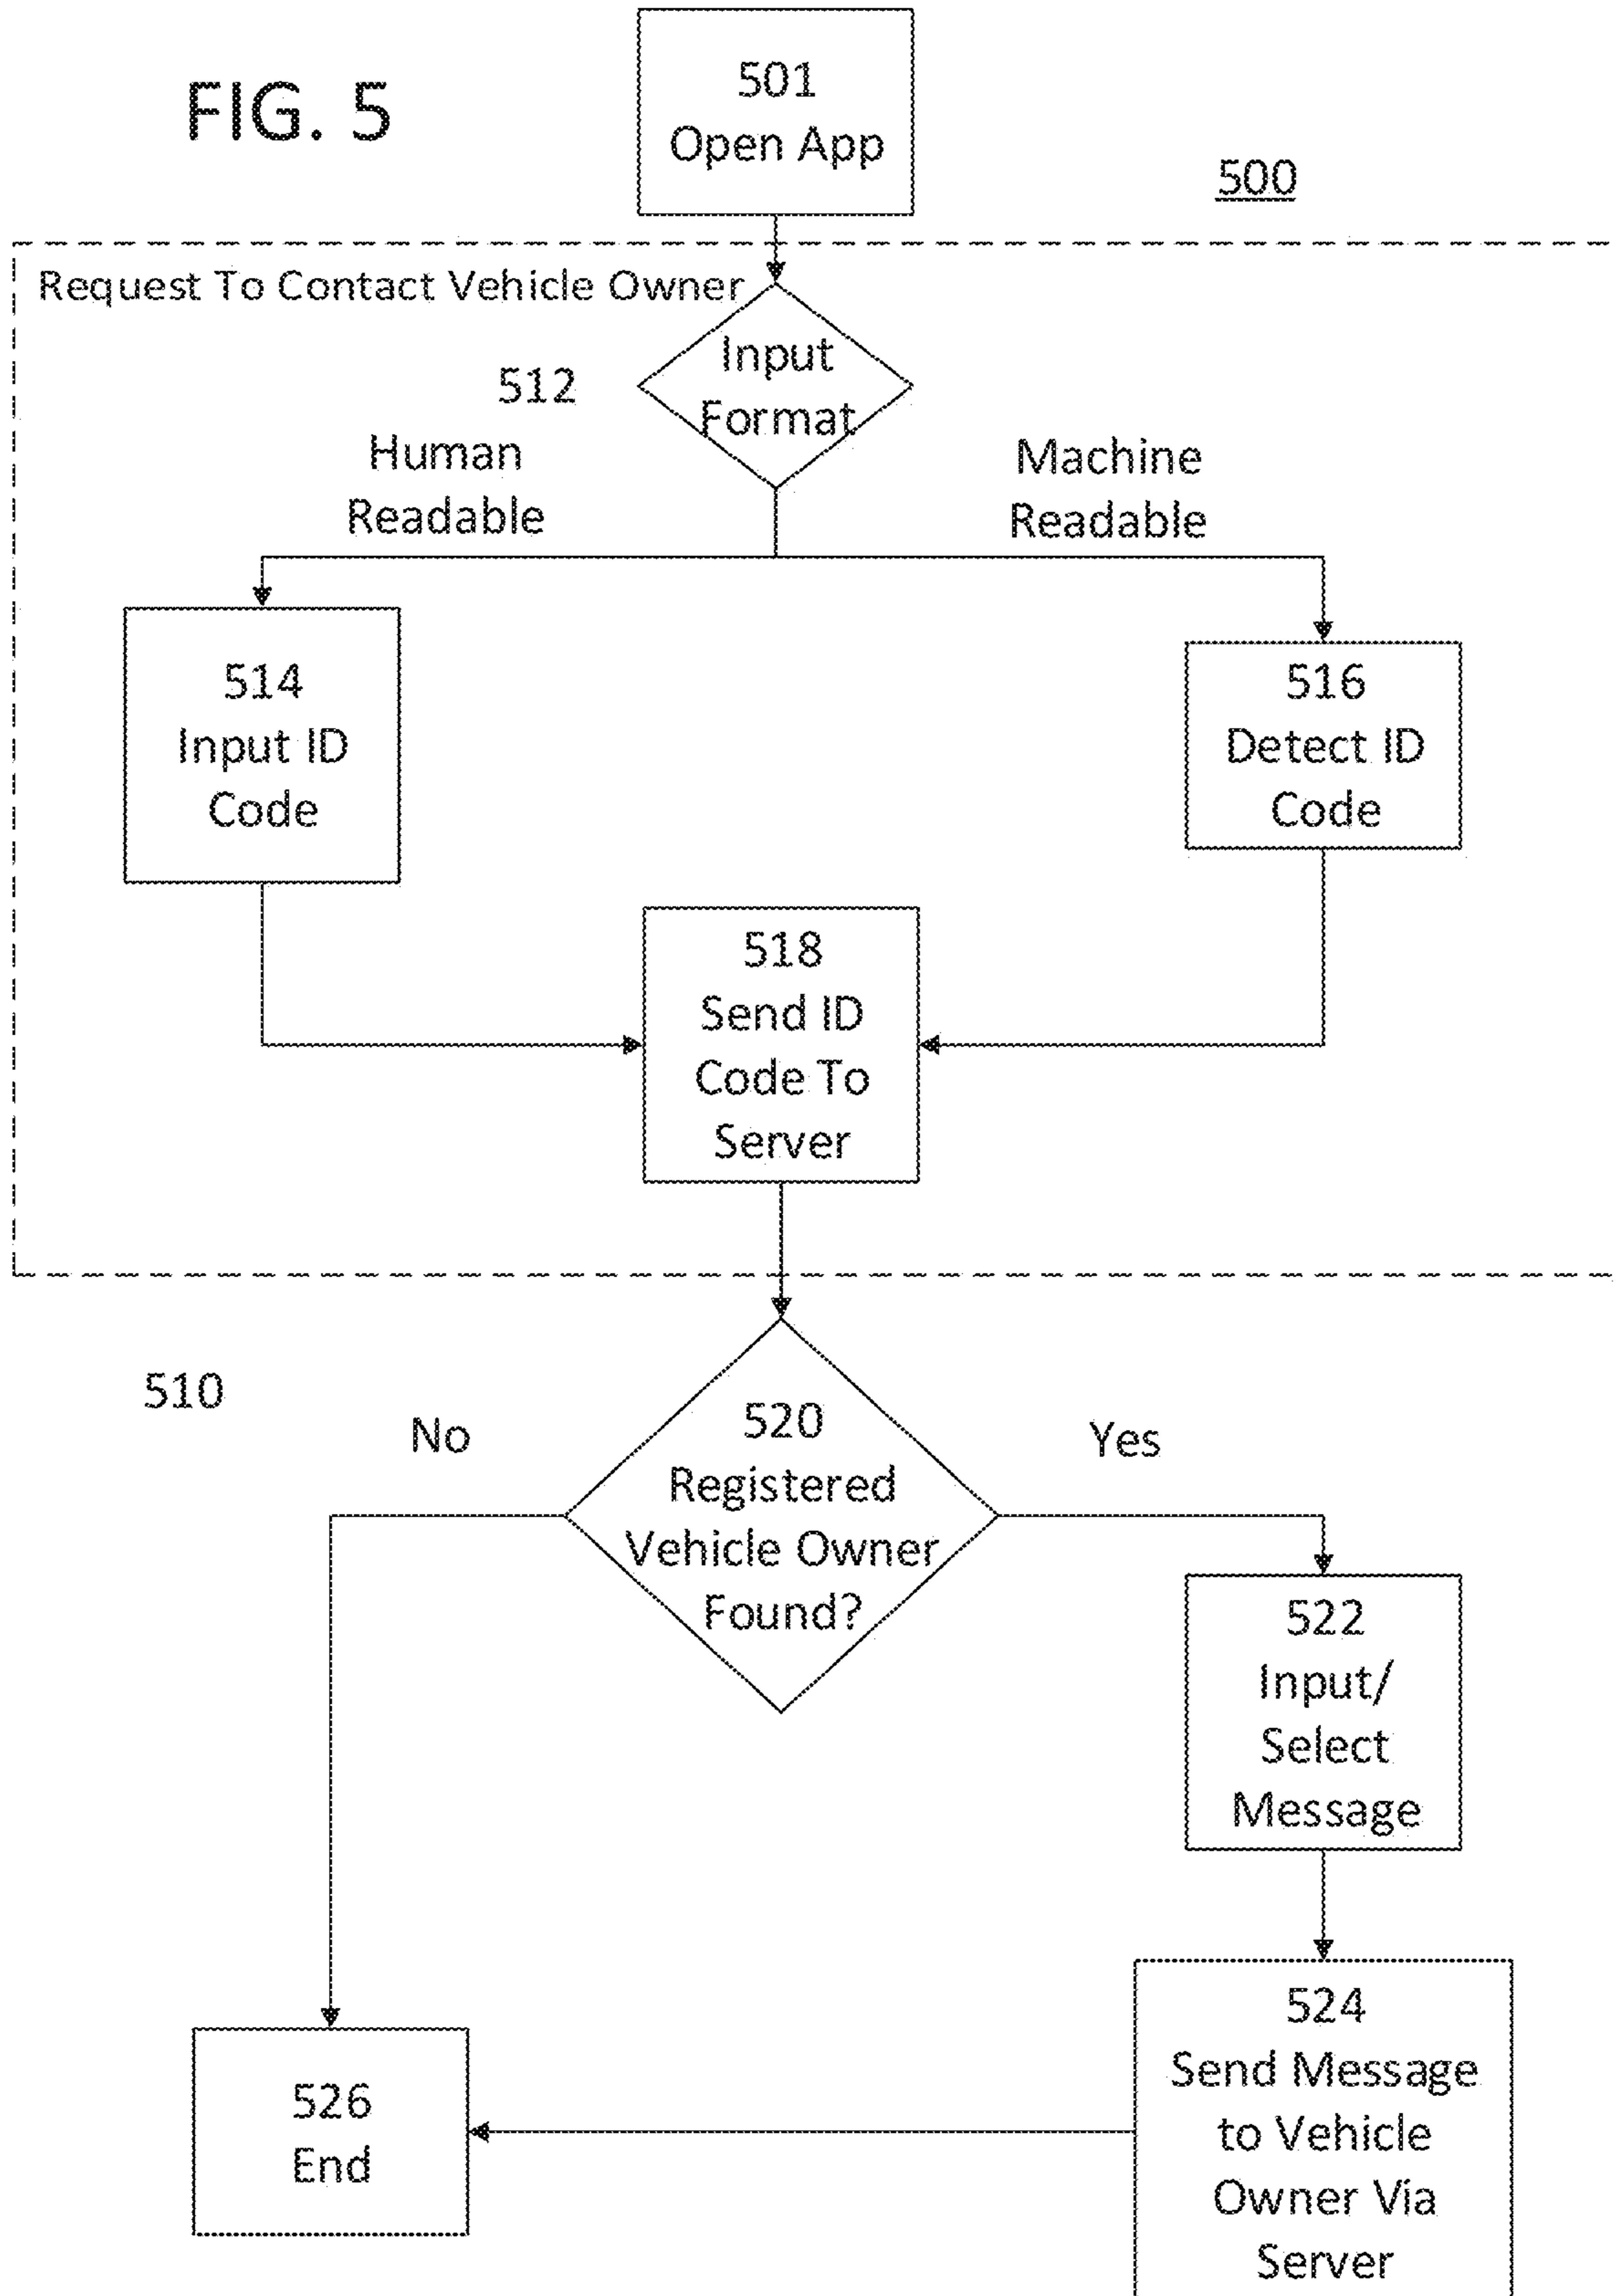 FIG. 5
501
Open App
500
Request To Contact Vehicle Owner
Input
Format
512
Human
Readable
Machine
Readable
514
Input ID
Code
516
Detect ID
Code
518
Send ID
Code To
Server
510
No
520
Registered
Vehicle Owner
Found?
Yes
522
Input/
Select
Message
524
Send Message
to Vehicle
Owner Via
Server
526
End